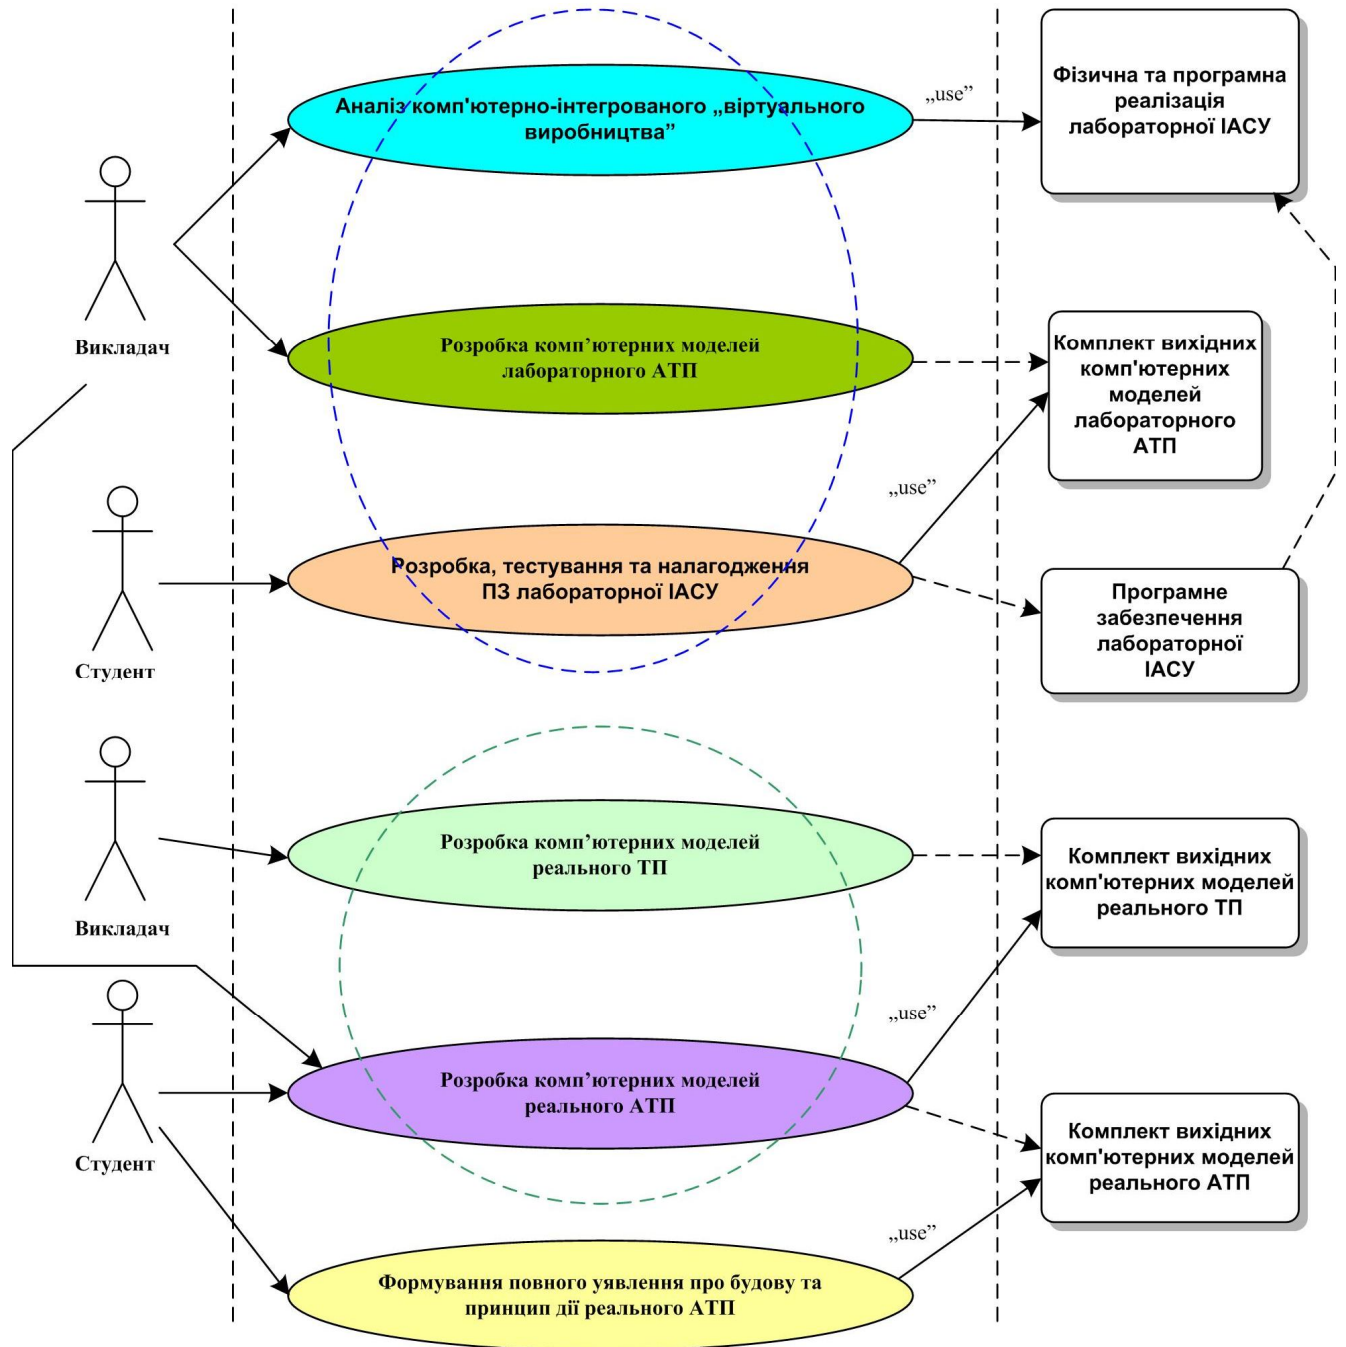 Аналіз комп'ютерно-інтегрованого „віртуального
виробництва”
„use”
Фізична та програмна
реалізація
лабораторної ІАСУ
Викладач
Розробка комп’ютерних моделей
лабораторного АТП
Комплект вихідних
комп'ютерних
моделей
лабораторного
АТП
„use”
Студент
Розробка, тестування та налагодження
ПЗ лабораторної ІАСУ
Програмне
забезпечення
лабораторної
ІАСУ
Викладач
Розробка комп’ютерних моделей
реального ТП
Комплект вихідних
комп'ютерних моделей
реального ТП
„use”
Студент
Розробка комп’ютерних моделей
реального АТП
Комплект вихідних
комп'ютерних моделей
реального АТП
„use”
Формування повного уявлення про будову та
принцип дії реального АТП